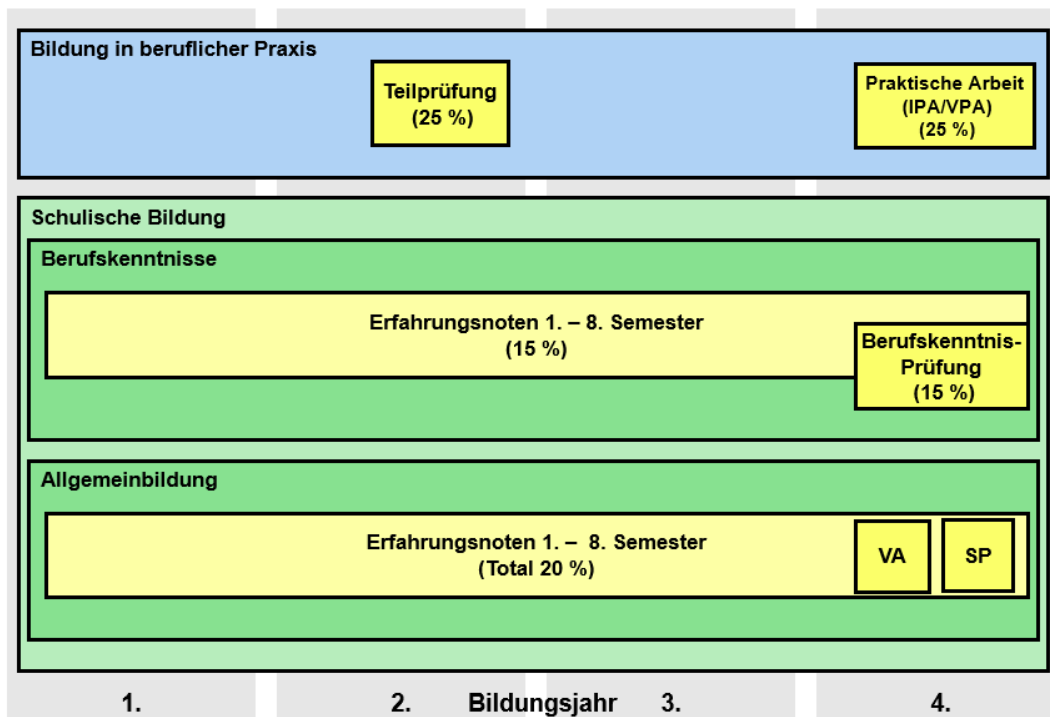 Bildung in beruflicher Praxis
Teilprüfung
(25 %)
Praktische Arbeit
(IPA/VPA)
(25 %)
Schulische Bildung
Berufskenntnisse
Erfahrungsnoten 1. – 8. Semester
(15 %)
Berufskenntnis-
Prüfung
(15 %)
Allgemeinbildung
Erfahrungsnoten 1. – 8. Semester
(Total 20 %)
VA
SP
1. 2. Bildungsjahr 3. 4.